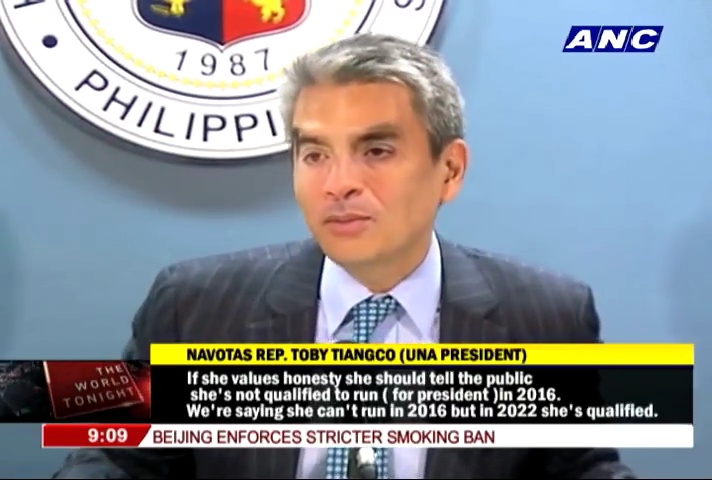 1987
PHILIPPI
ANC
NAVOTAS REP. TOBY TIANGCO (UNA PRESIDENT)
If she values honesty she should tell the public
she's not qualified to run ( for president )in 2016.
We're saying she can't run in 2016 but in 2022 she's qualified.
THE
WORLD
TONIGHT
9:09
BEIJING ENFORCES STRICTER SMOKING BAN